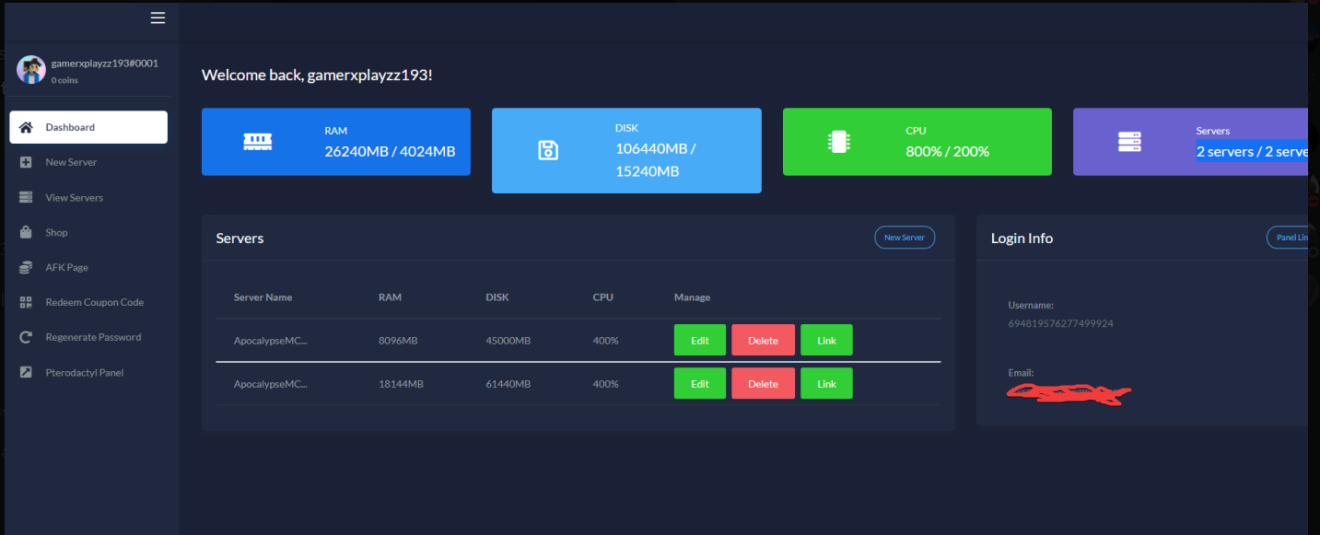 gamerxplayzz193#0001
0 coins
Dashboard
New Server
View Servers
Shop
AFK Page
Redeem Coupon Code
Regenerate Password
Pterodactyl Panel
Welcome back, gamerxplayzz193!
RAM
26240MB / 4024MB
DISK
106440MB /
15240MB
CPU
800% / 200%
Servers
2 servers / 2 serve
Servers
New Server
Server Name RAM DISK CPU Manage
ApocalypseMC... 8096MB 45000MB 400% Edit Delete Link
ApocalypseMC... 18144MB 61440MB 400% Edit Delete Link
Login Info
Panel Lin
Username:
694819576277499924
Email: